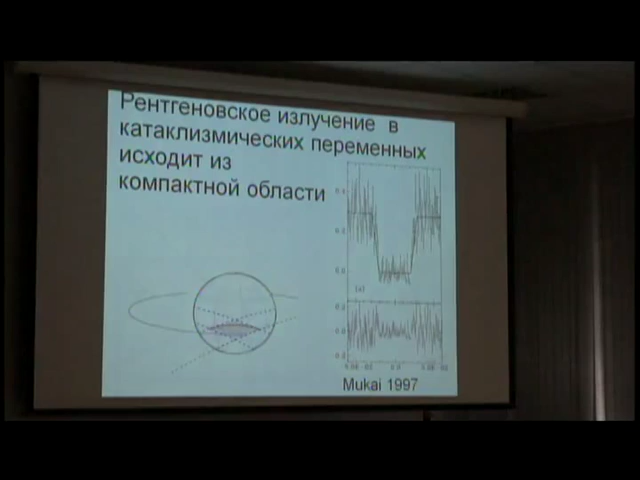 Рентгеновское излучение в
катаклизмических переменных
исходит из
компактной области
Mukai 1997